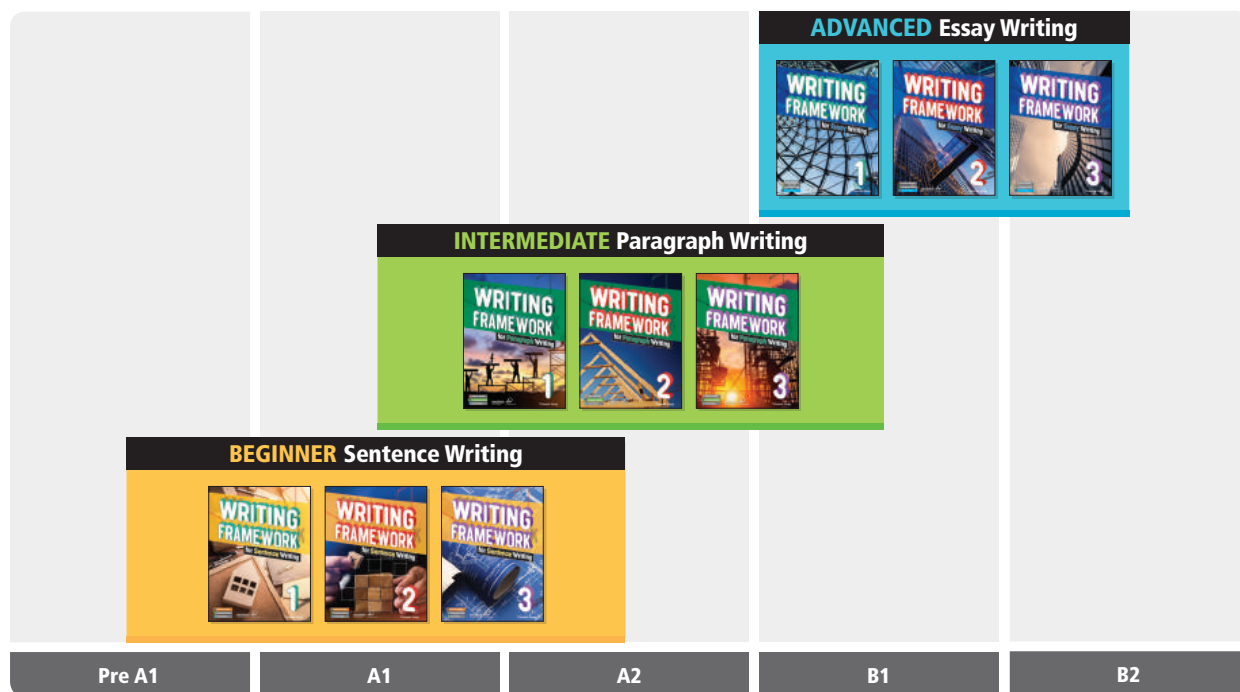 ADVANCED Essay Writing
WRITING
FRAMEWORK
for Essay Writing
1
WRITING
FRAMEWORK
for Essay Writing
2
WRITING
FRAMEWORK
for Essay Writing
3
INTERMEDIATE Paragraph Writing
WRITING
FRAMEWORK
for Paragraph Writing
1
WRITING
FRAMEWORK
for Paragraph Writing
2
WRITING
FRAMEWORK
for Paragraph Writing
3
BEGINNER Sentence Writing
WRITING
FRAMEWORK
for Sentence Writing
1
WRITING
FRAMEWORK
for Sentence Writing
2
WRITING
FRAMEWORK
for Sentence Writing
3
Pre A1
A1
A2
B1
B2